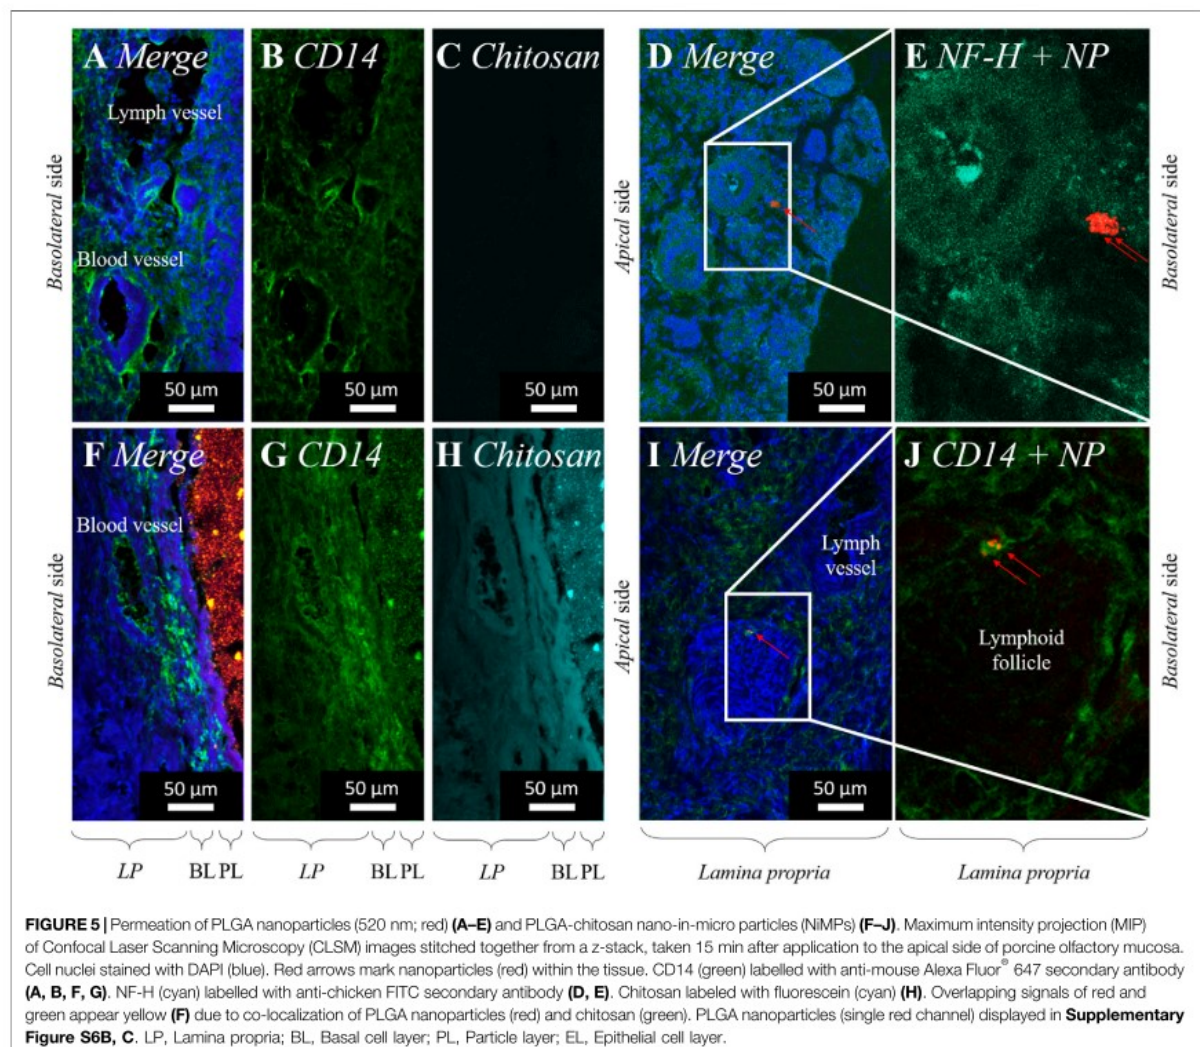 A Merge
B CD14
C Chitosan
D Merge
E NF-H + NP
Lymph vessel
Blood vessel
Basolateral side
Apical side
Basolateral side
50 µm
50 µm
50 µm
50 µm
F Merge
G CD14
H Chitosan
I Merge
J CD14 + NP
Blood vessel
Lymph
vessel
Lymphoid
follicle
Basolateral side
Apical side
Basolateral side
50 µm
50 µm
50 µm
50 µm
LP BL PL
LP BL PL
LP BL PL
Lamina propria
Lamina propria
FIGURE 5 | Permeation of PLGA nanoparticles (520 nm; red) (A–E) and PLGA-chitosan nano-in-micro particles (NiMPs) (F–J). Maximum intensity projection (MIP)
of Confocal Laser Scanning Microscopy (CLSM) images stitched together from a z-stack, taken 15 min after application to the apical side of porcine olfactory mucosa.
Cell nuclei stained with DAPI (blue). Red arrows mark nanoparticles (red) within the tissue. CD14 (green) labelled with anti-mouse Alexa Fluor® 647 secondary antibody
(A, B, F, G). NF-H (cyan) labelled with anti-chicken FITC secondary antibody (D, E). Chitosan labeled with fluorescein (cyan) (H). Overlapping signals of red and
green appear yellow (F) due to co-localization of PLGA nanoparticles (red) and chitosan (green). PLGA nanoparticles (single red channel) displayed in Supplementary
Figure S6B, C. LP, Lamina propria; BL, Basal cell layer; PL, Particle layer; EL, Epithelial cell layer.